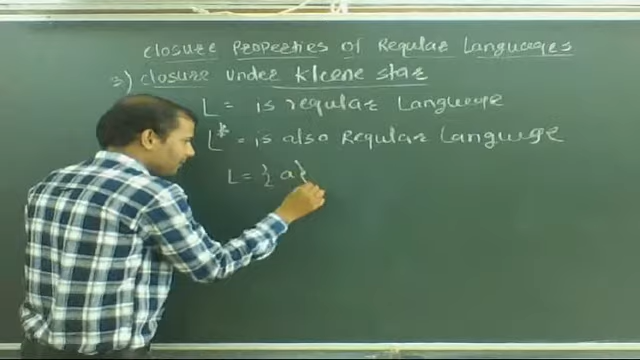 Closure Properties of Regular Languages
3) Closure under Kleene star
L = is regular Language
L* = is also Regular Language
L = { a }